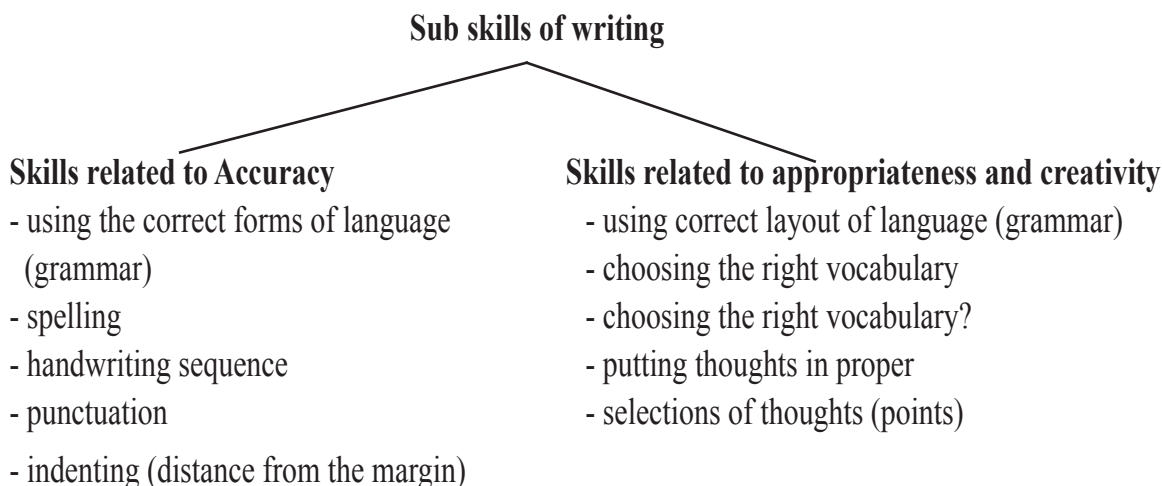 Sub skills of writing
Skills related to Accuracy
- using the correct forms of language
(grammar)
- spelling
- handwriting sequence
- punctuation
- indenting (distance from the margin)
Skills related to appropriateness and creativity
- using correct layout of language (grammar)
- choosing the right vocabulary
- choosing the right vocabulary?
- putting thoughts in proper
- selections of thoughts (points)